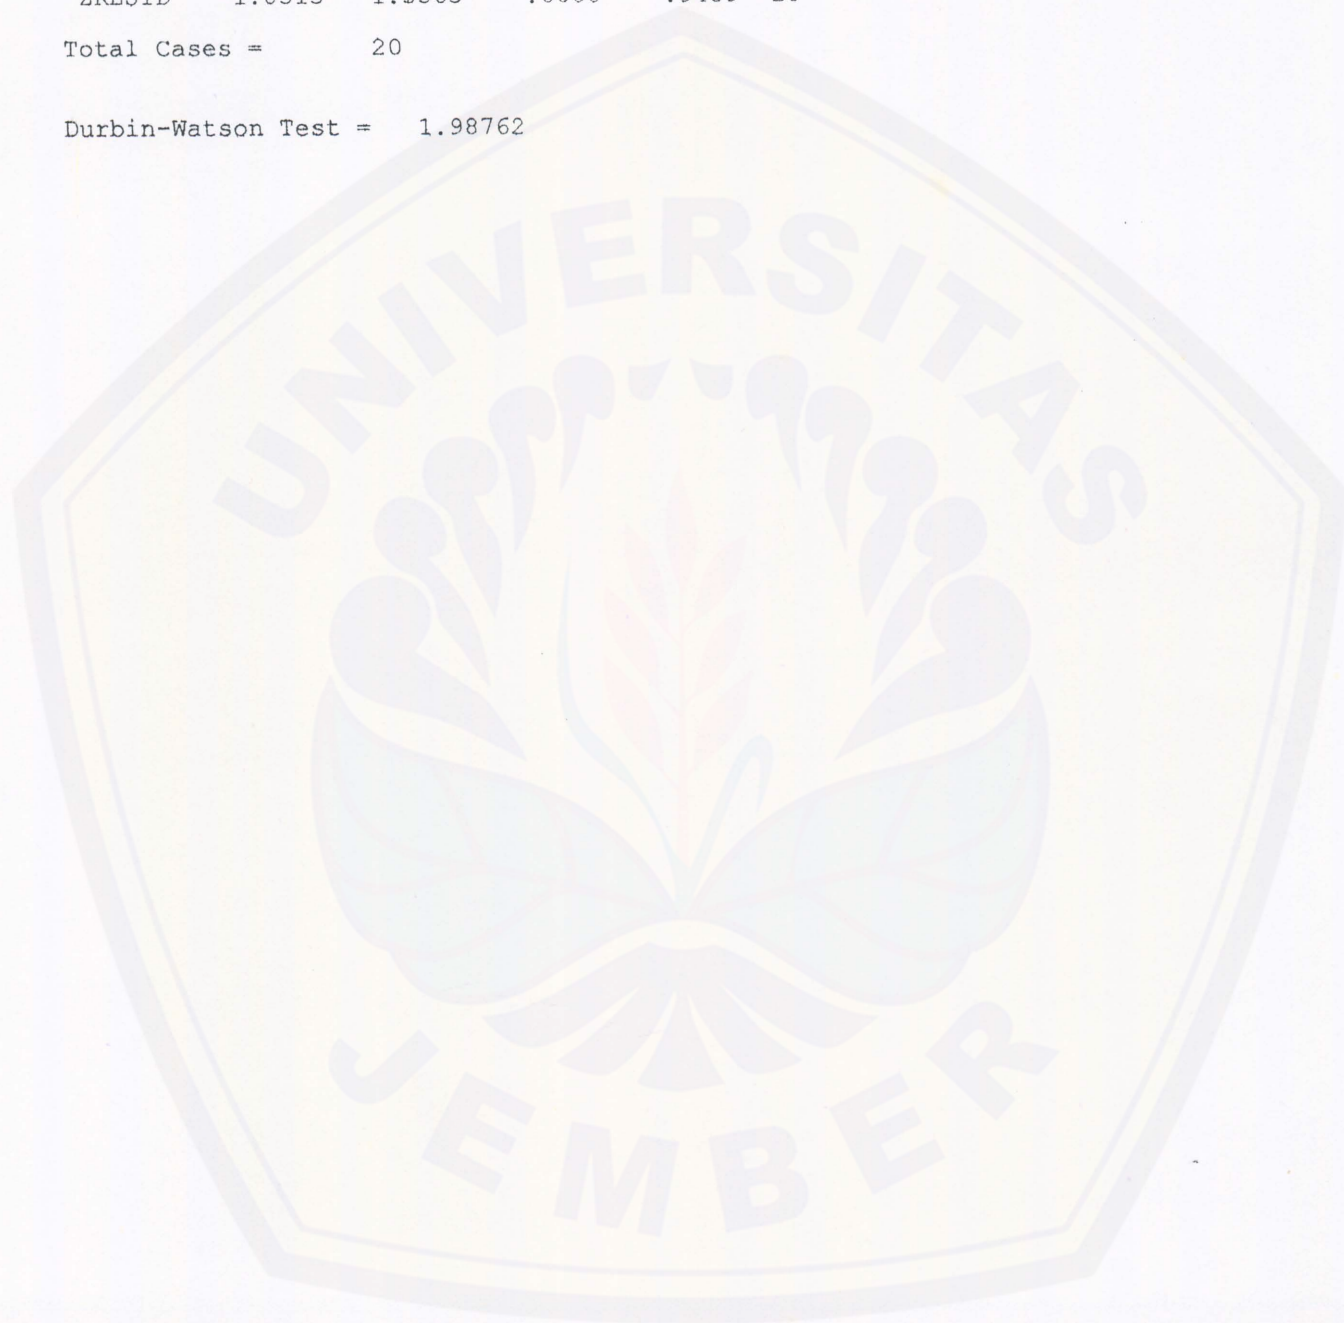 Total Cases = 20
Durbin-Watson Test = 1.98762
UNIVERSITAS
JEMBER